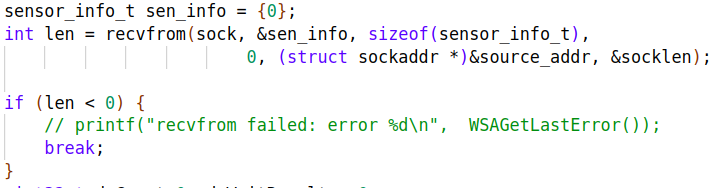 sensor_info_t sen_info = {0};
int len = recvfrom(sock, &sen_info, sizeof(sensor_info_t),
0, (struct sockaddr *)&source_addr, &socklen);
if (len < 0) {
// printf("recvfrom failed: error %d\n",  WSAGetLastError());
break;
}